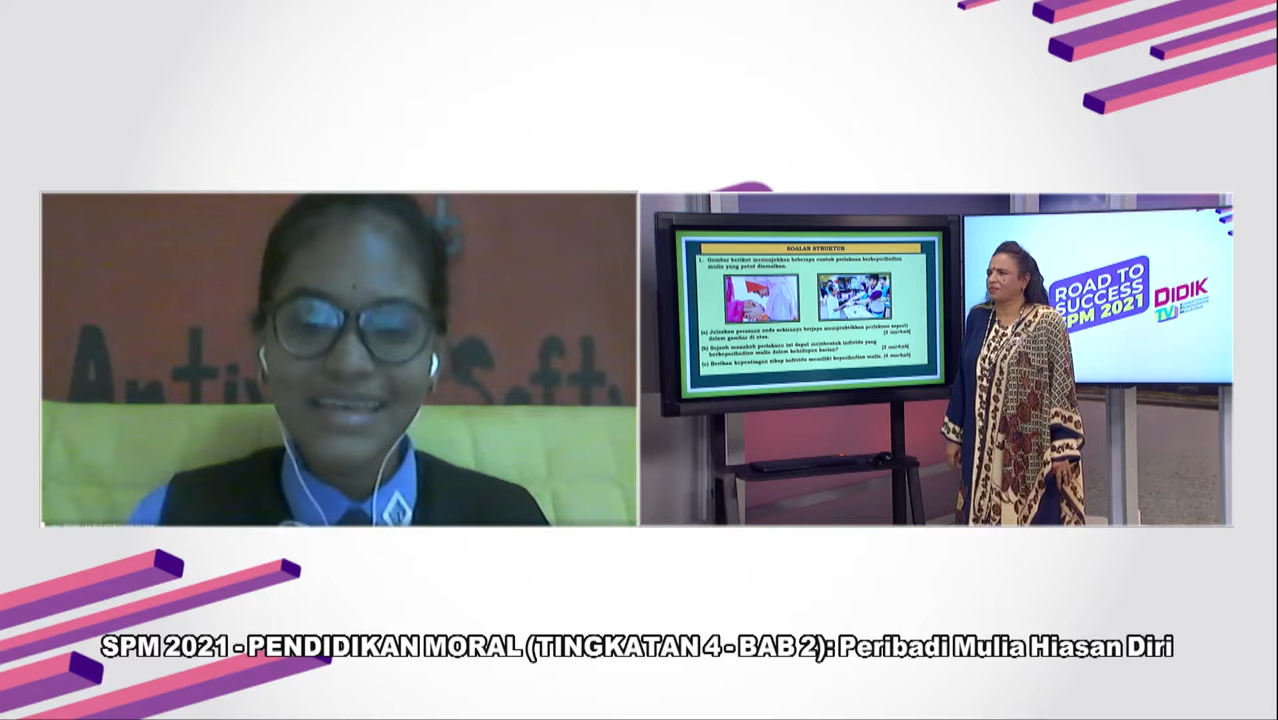 SOALAN STRUKTUR
1. Gambar berikut menunjukkan beberapa contoh perlakuan berkeperibadian
mulia yang patut diamalkan.
(a) Jelaskan perasaan anda sekiranya berjaya mempraktikkan perlakuan seperti
dalam gambar di atas. [2 markah]
(b) Sejauh manakah perlakuan ini dapat membentuk individu yang
berkeperibadian mulia dalam kehidupan harian? [2 markah]
(c) Berikan kepentingan sikap individu memiliki keperibadian mulia. [4 markah]
ROAD TO
SUCCESS
SPM 2021
DIDIK
TV
SPM 2021 - PENDIDIKAN MORAL (TINGKATAN 4 - BAB 2): Peribadi Mulia Hiasan Diri